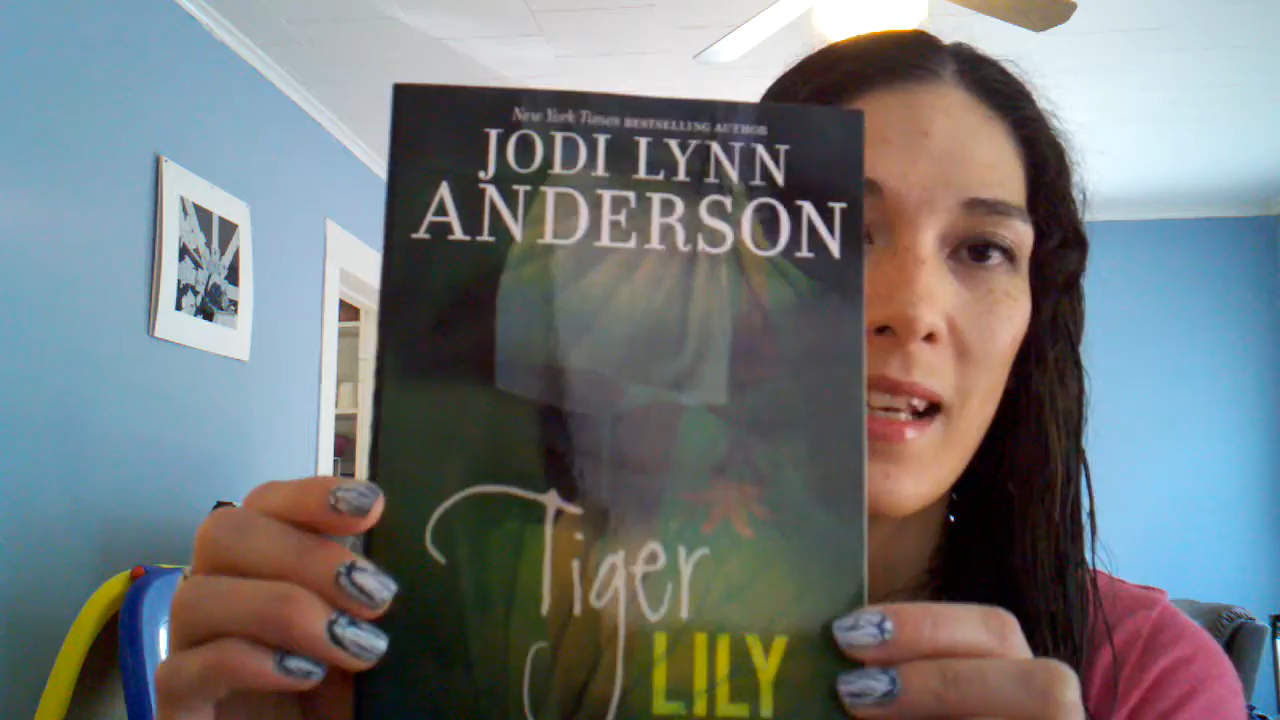 New York Times BESTSELLING AUTHOR
JODI LYNN
ANDERSON
Tiger
LILY